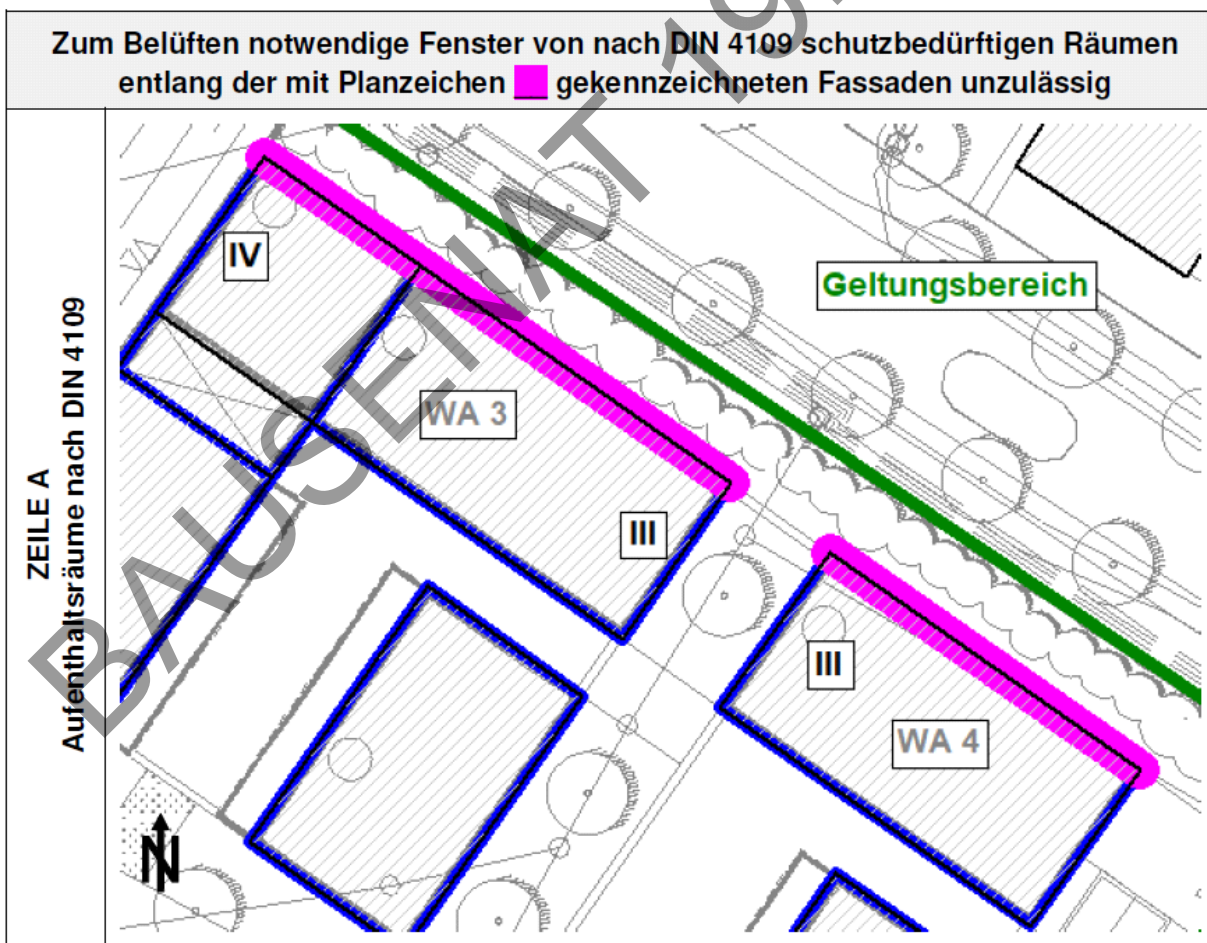 Zum Belüften notwendige Fenster von nach DIN 4109 schutzbedürftigen Räumen
entlang der mit Planzeichen gekennzeichneten Fassaden unzulässig
ZEILE A
Aufenthaltsräume nach DIN 4109
IV
Geltungsbereich
WA 3
III
III
WA 4
N